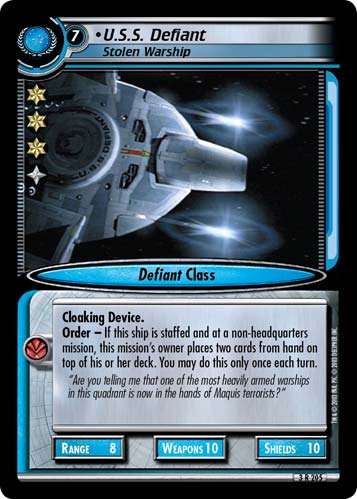 7
•U.S.S. Defiant
Stolen Warship
U.S.S. DEFIANT
Defiant Class
Cloaking Device.
Order – If this ship is staffed and at a non-headquarters
mission, this mission's owner places two cards from hand on
top of his or her deck. You may do this only once each turn.
"Are you telling me that one of the most heavily armed warships
in this quadrant is now in the hands of Maquis terrorists?"
RANGE 8
WEAPONS 10
SHIELDS 10
3 R 205